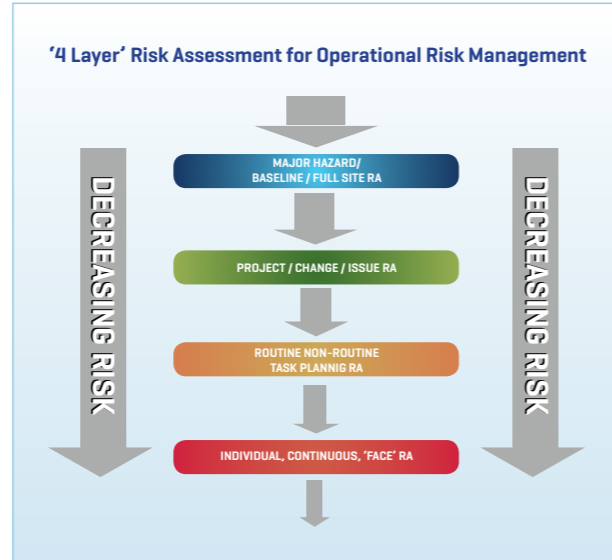 ‘4 Layer’ Risk Assessment for Operational Risk Management
MAJOR HAZARD/
BASELINE / FULL SITE RA
DECREASING RISK
DECREASING RISK
PROJECT / CHANGE / ISSUE RA
ROUTINE NON-ROUTINE
TASK PLANNIG RA
INDIVIDUAL, CONTINUOUS, ‘FACE’ RA